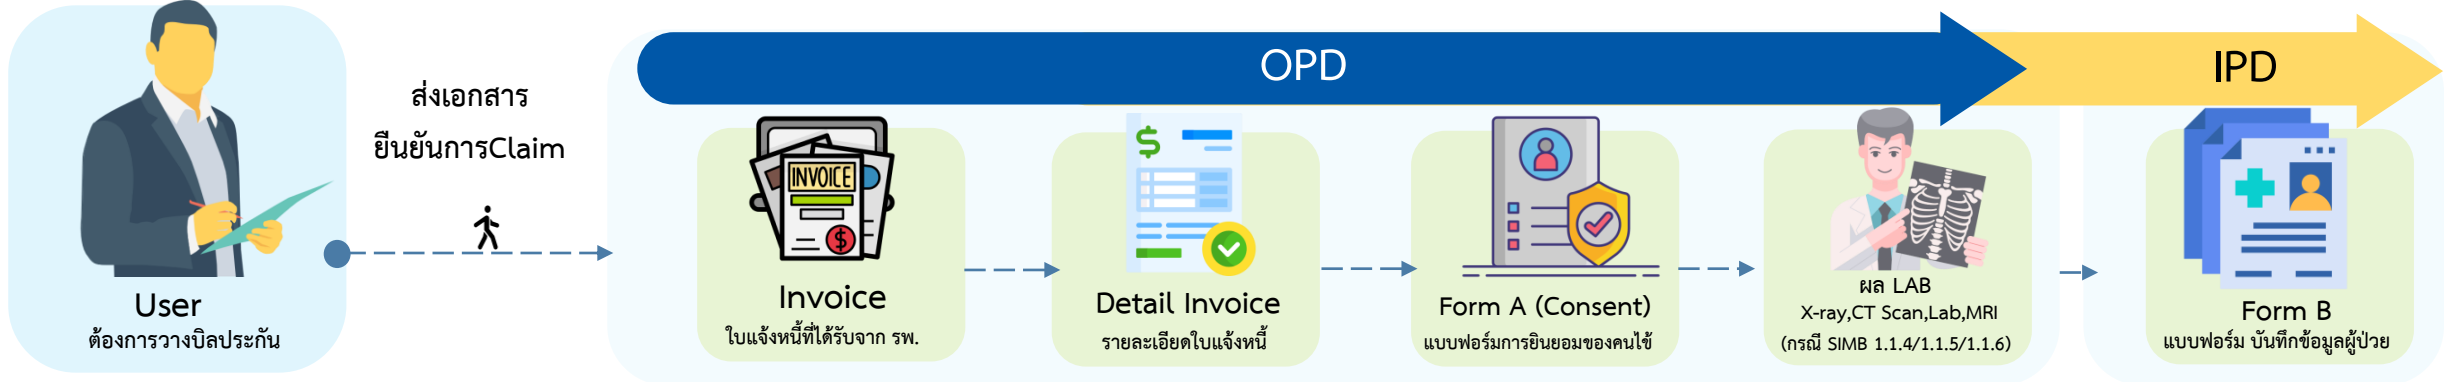 OPD
IPD
ส่งเอกสาร
ยืนยันการClaim
User
ต้องการวางบิลประกัน
INVOICE
Invoice
ใบแจ้งหนี้ที่ได้รับจาก รพ.
Detail Invoice
รายละเอียดใบแจ้งหนี้
Form A (Consent)
แบบฟอร์มการยินยอมของคนไข้
ผล LAB
X-ray,CT Scan,Lab,MRI
(กรณี SIMB 1.1.4/1.1.5/1.1.6)
Form B
แบบฟอร์ม บันทึกข้อมูลผู้ป่วย